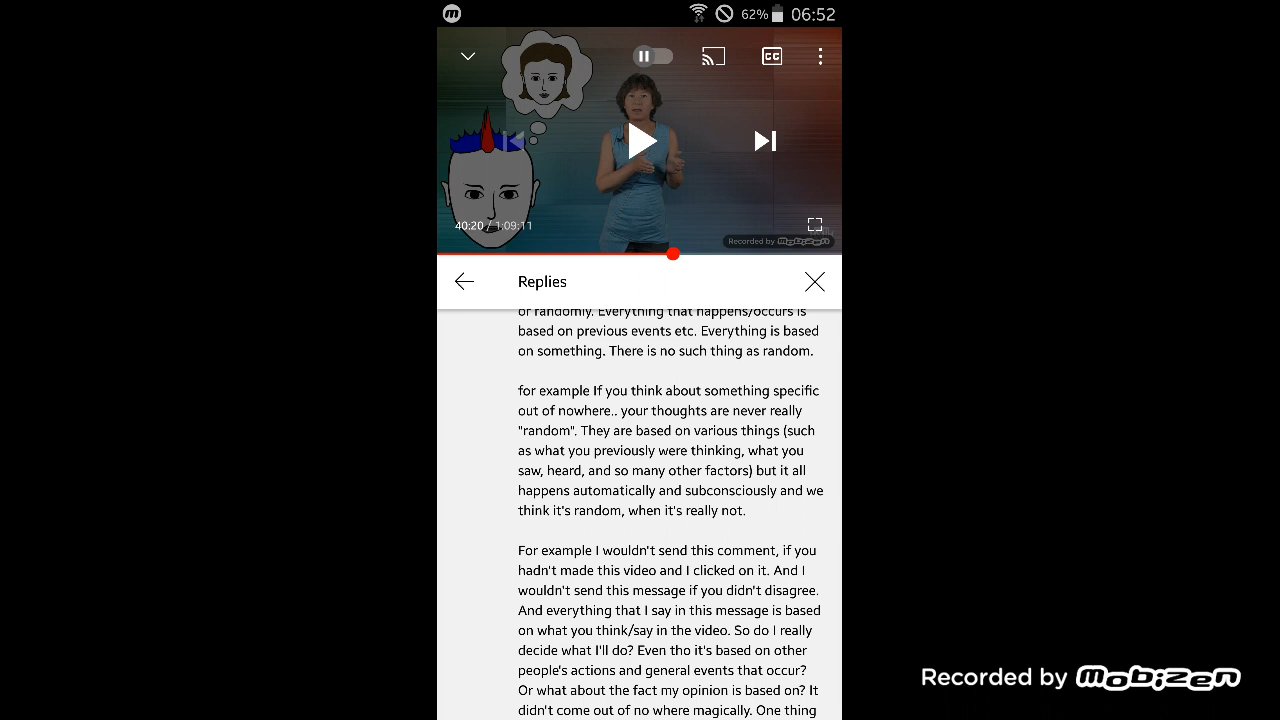 62% 06:52
CC
40:20 / 1:09:11
Recorded by mobizen
Replies
or randomly. Everything that happens/occurs is
based on previous events etc. Everything is based
on something. There is no such thing as random.
for example If you think about something specific
out of nowhere.. your thoughts are never really
"random". They are based on various things (such
as what you previously were thinking, what you
saw, heard, and so many other factors) but it all
happens automatically and subconsciously and we
think it's random, when it's really not.
For example I wouldn't send this comment, if you
hadn't made this video and I clicked on it. And I
wouldn't send this message if you didn't disagree.
And everything that I say in this message is based
on what you think/say in the video. So do I really
decide what I'll do? Even tho it's based on other
people's actions and general events that occur?
Or what about the fact my opinion is based on? It
didn't come out of no where magically. One thing
Recorded by mobizen